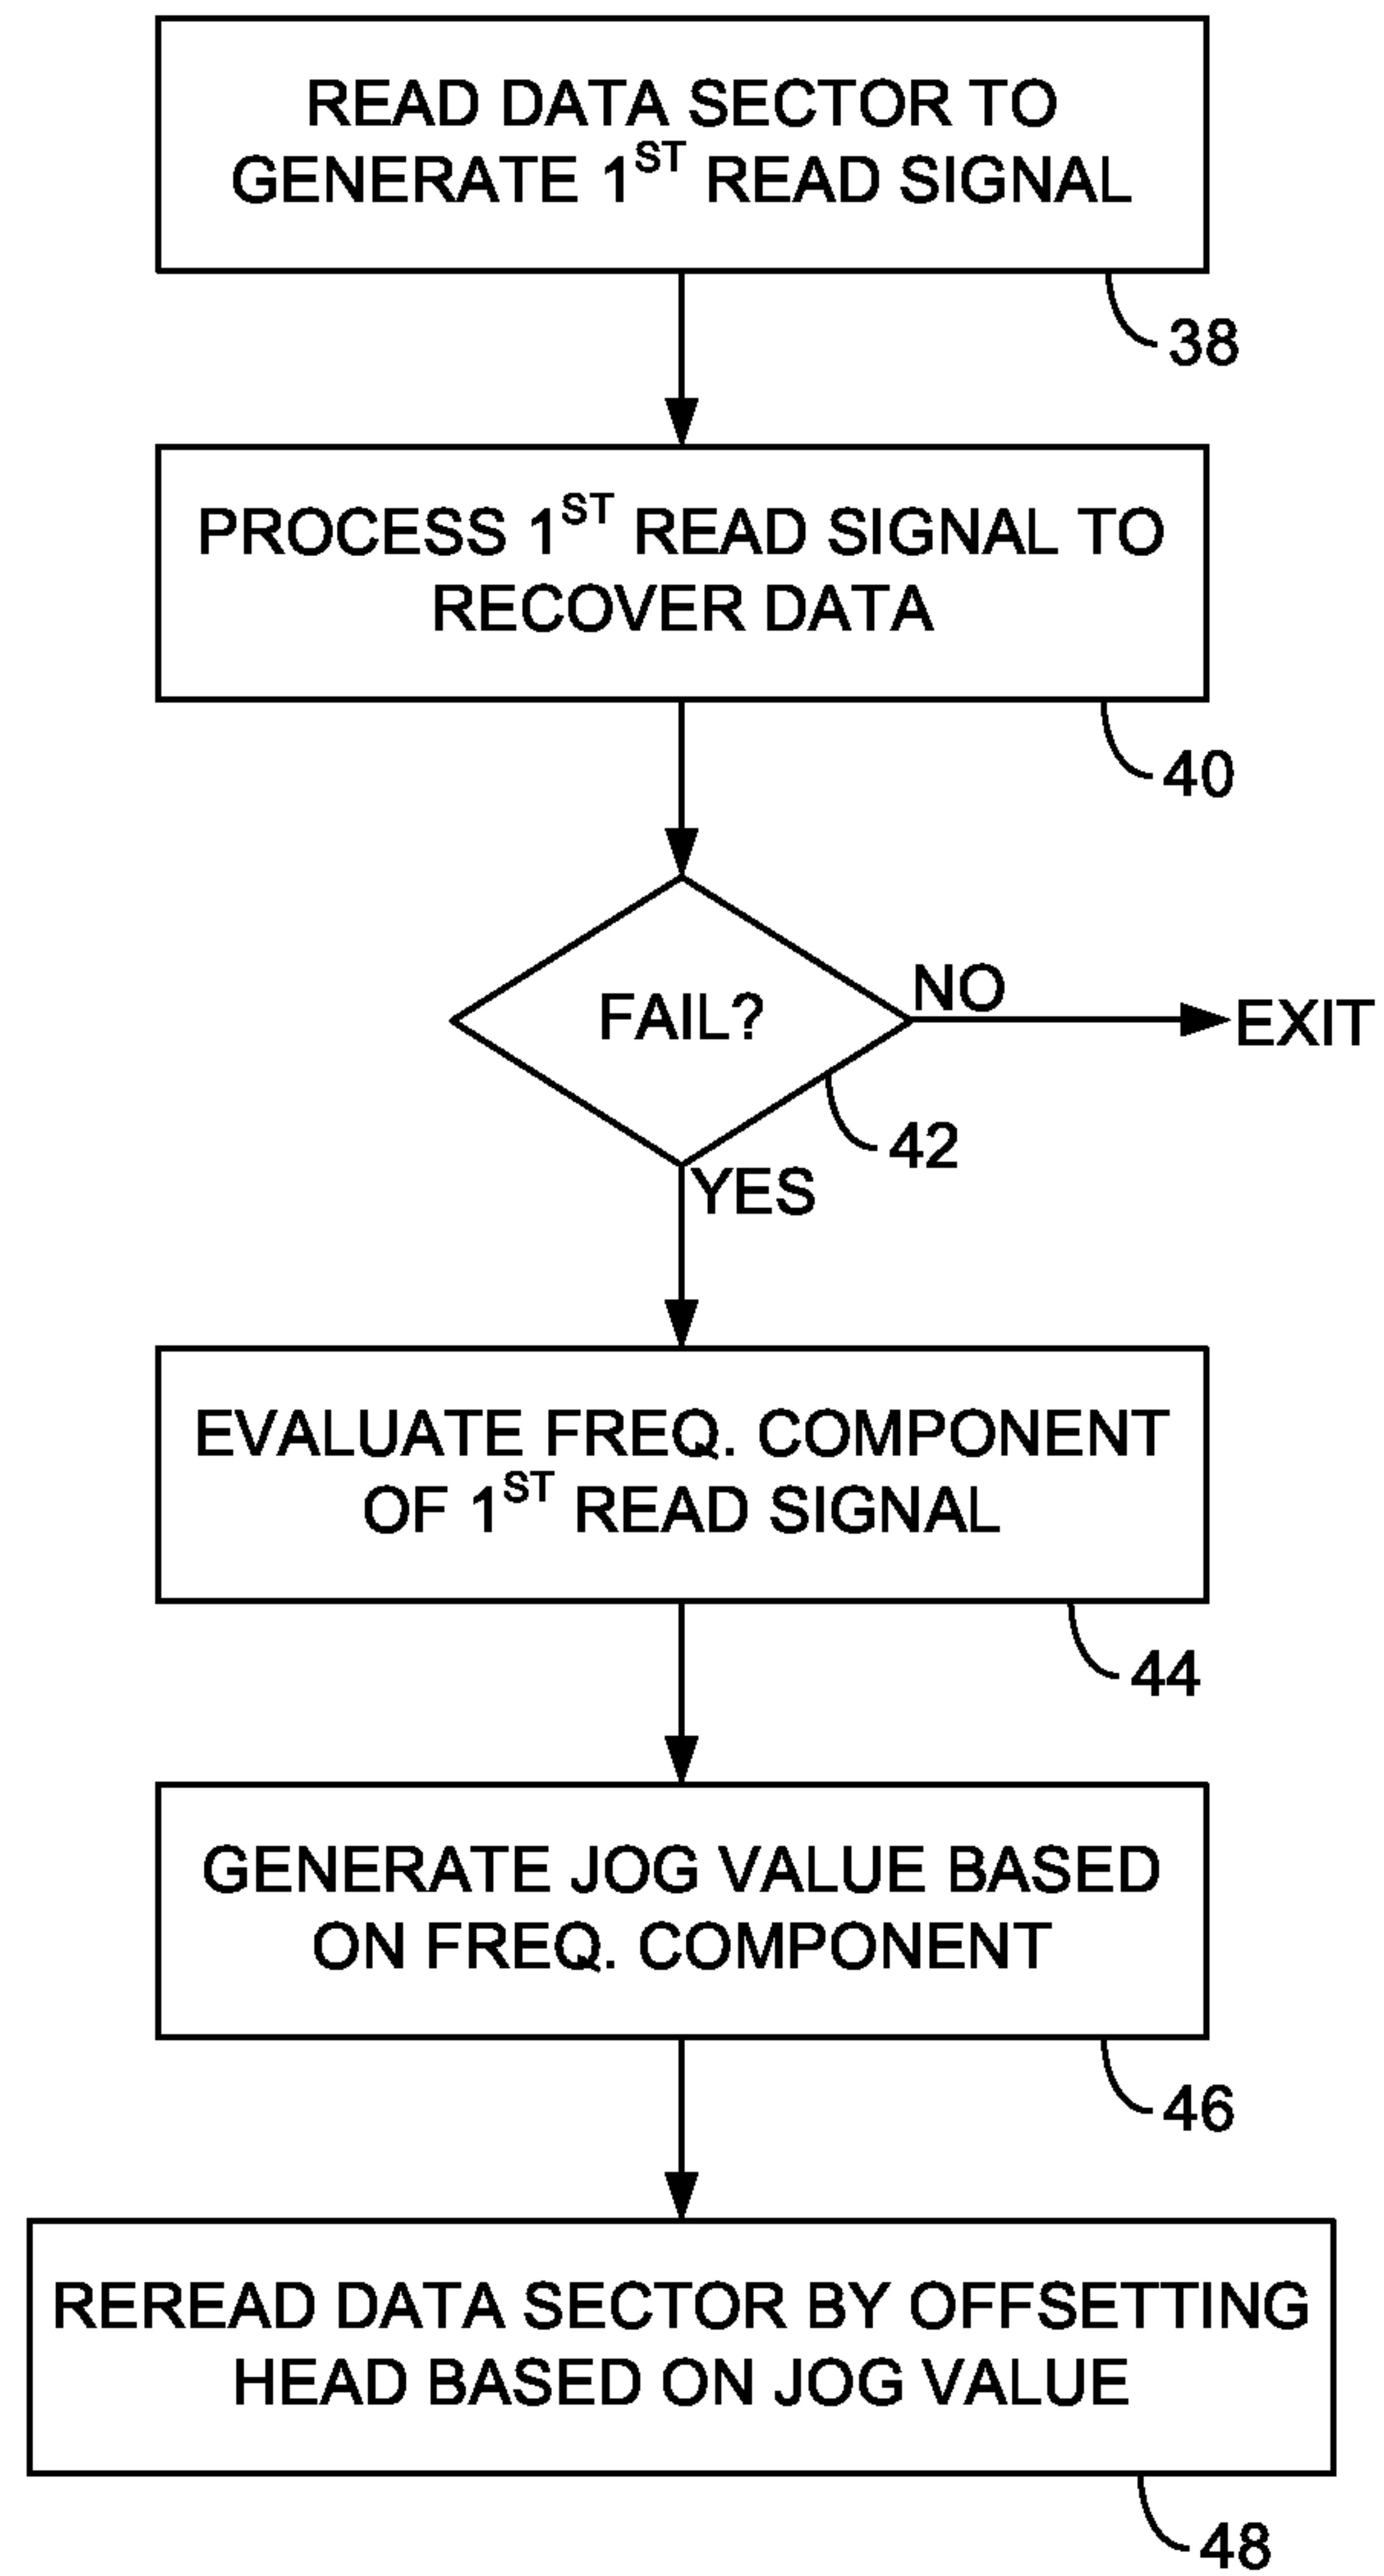 READ DATA SECTOR TO
GENERATE 1ST READ SIGNAL
38
PROCESS 1ST READ SIGNAL TO
RECOVER DATA
40
FAIL?
NO
EXIT
42
YES
EVALUATE FREQ. COMPONENT
OF 1ST READ SIGNAL
44
GENERATE JOG VALUE BASED
ON FREQ. COMPONENT
46
REREAD DATA SECTOR BY OFFSETTING
HEAD BASED ON JOG VALUE
48